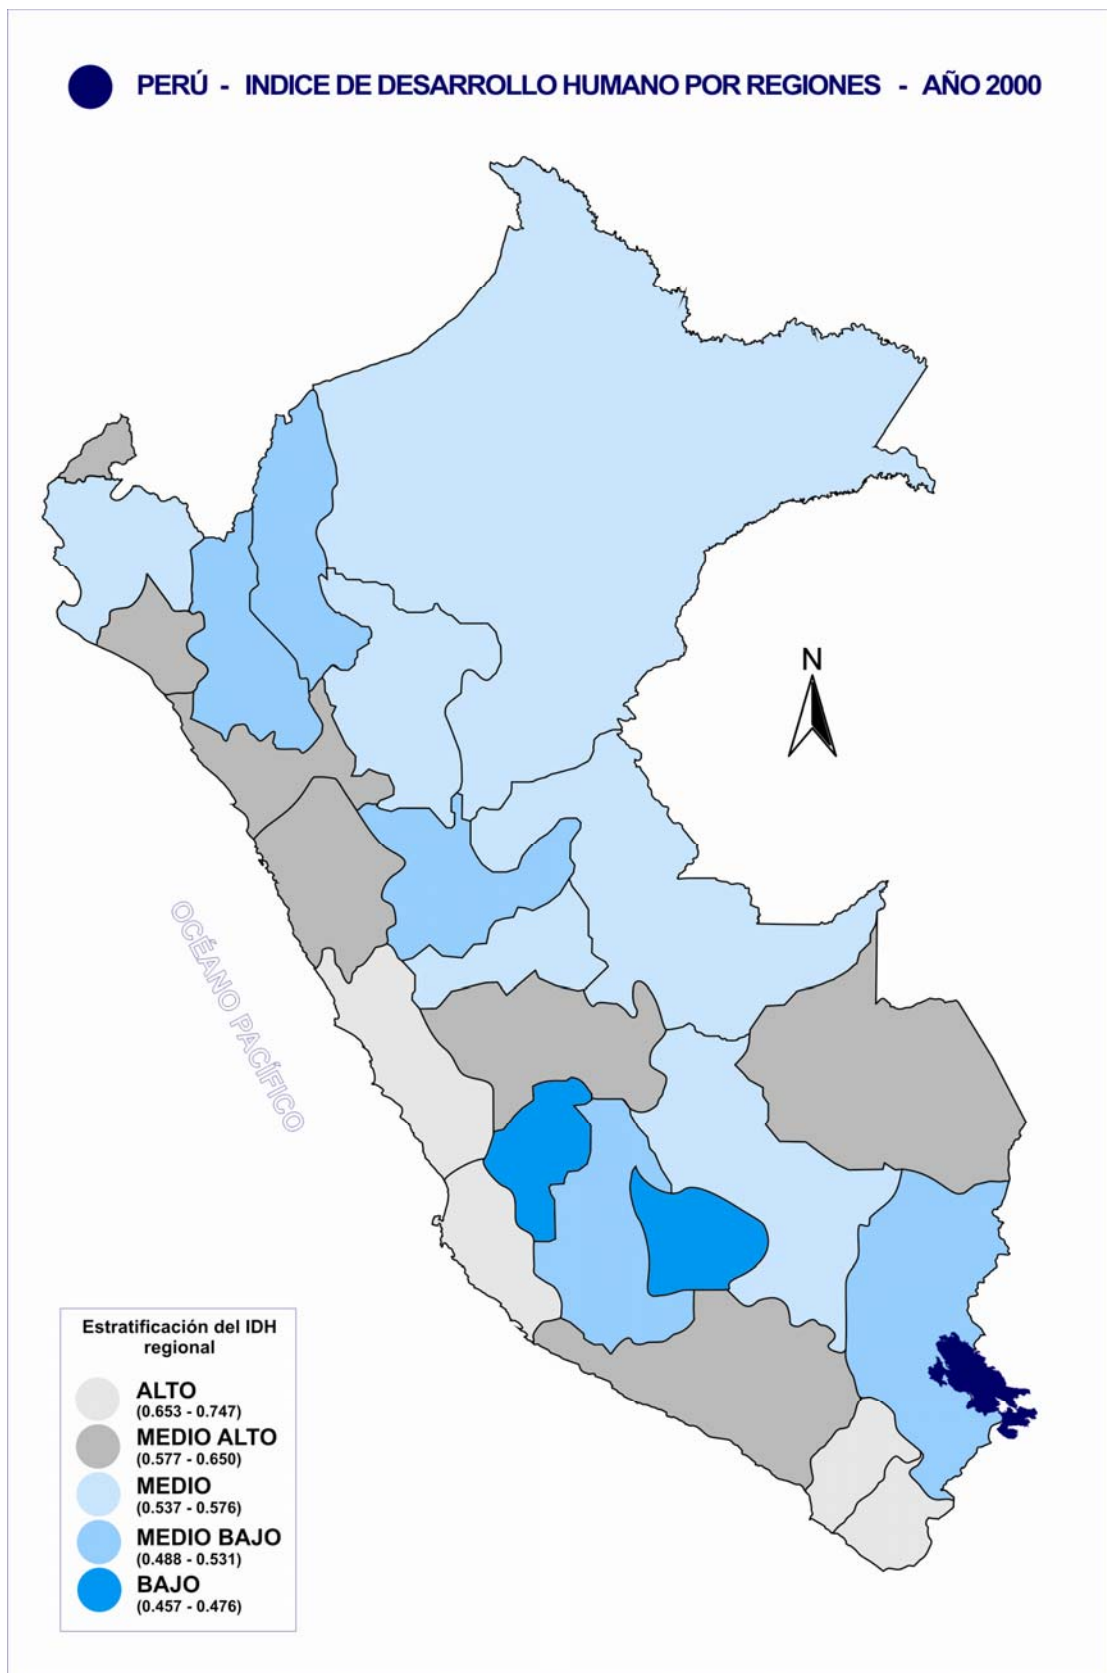 PERÚ - INDICE DE DESARROLLO HUMANO POR REGIONES - AÑO 2000
N
OCÉANO PACÍFICO
Estratificación del IDH
regional
ALTO
(0.653 - 0.747)
MEDIO ALTO
(0.577 - 0.650)
MEDIO
(0.537 - 0.576)
MEDIO BAJO
(0.488 - 0.531)
BAJO
(0.457 - 0.476)